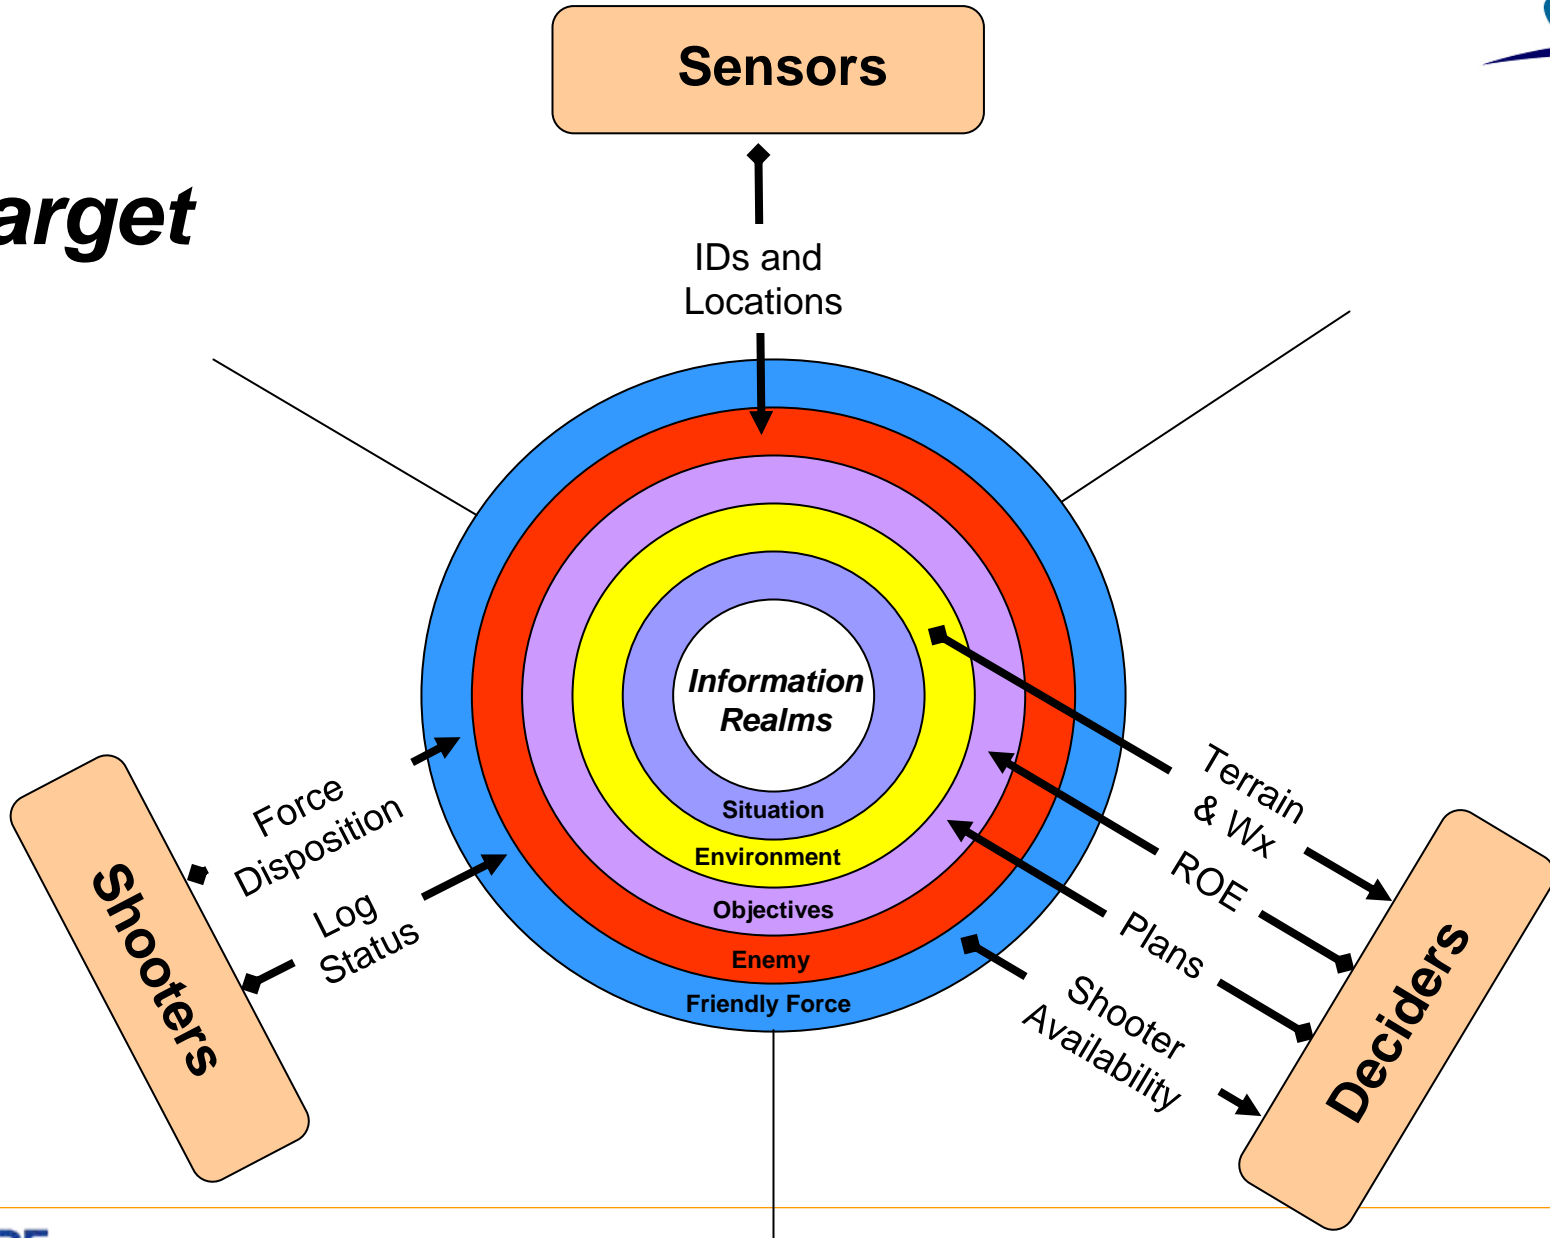 Sensors
arget
IDs and
Locations
Information
Realms
Situation
Environment
Objectives
Enemy
Friendly Force
Force
Disposition
Log
Status
Shooters
Terrain
& Wx
ROE
Plans
Shooter
Availability
Deciders